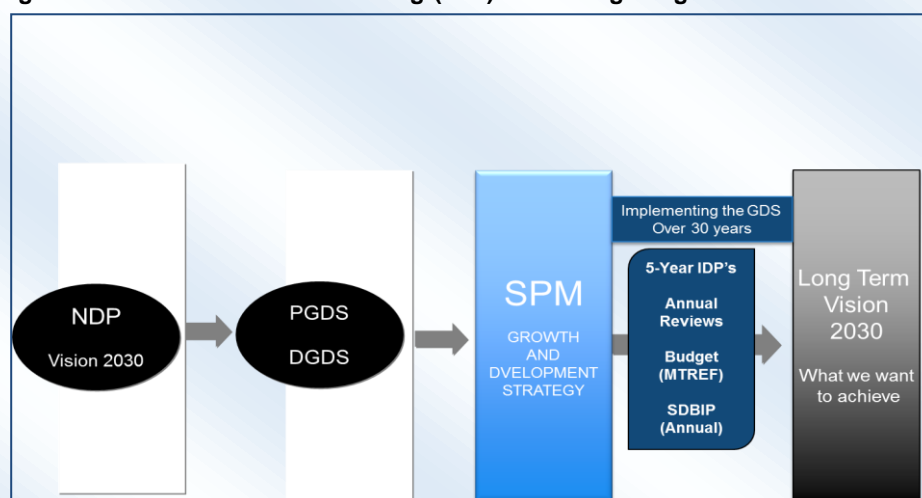 NDP
Vision 2030
PGDS
DGDS
SPM
GROWTH
AND
DVELOPMENT
STRATEGY
Implementing the GDS
Over 30 years
5-Year IDP's
Annual
Reviews
Budget
(MTREF)
SDBIP
(Annual)
Long Term
Vision
2030
What we want
to achieve